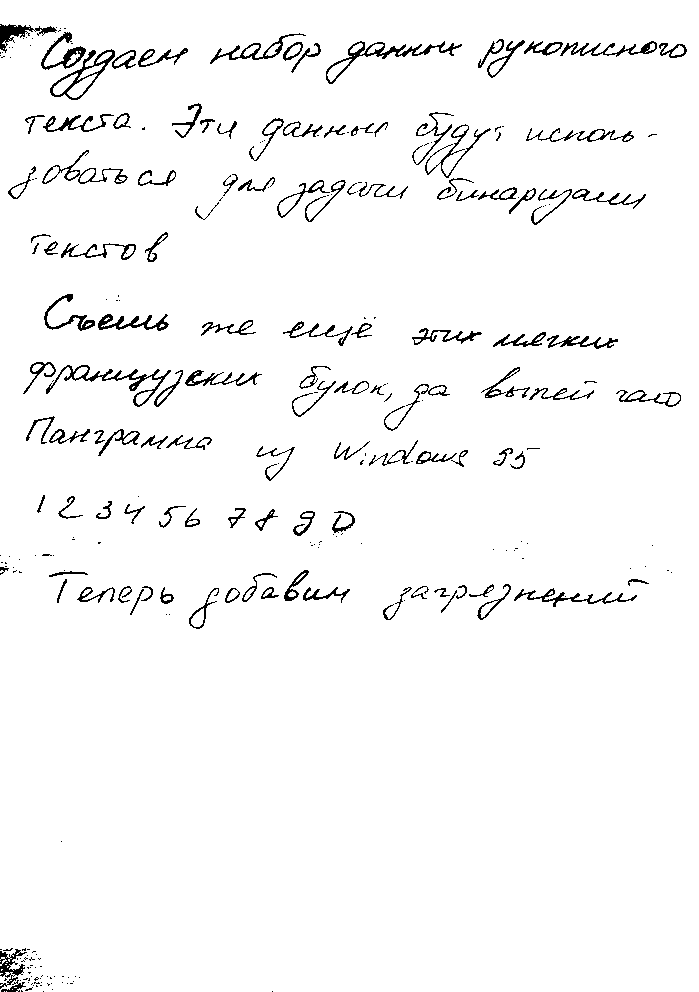 Создаем набор данных рукописного
текста. Эти данные будут исполь-
зоваться для задачи бинаризации
текстов
Съешь же ещё этих мягких
французских булок, да выпей чаю
Панграмма из Windows 95
1 2 3 4 5 6 7 8 9 0
Теперь добавим загрязнений